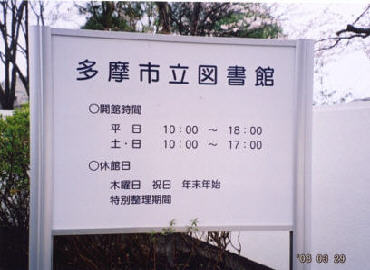 多摩市立図書館
○開館時間
平日 10:00 ～ 18:00
土・日 10:00 ～ 17:00
○休館日
木曜日 祝日 年末年始
特別整理期間
'03 03 29